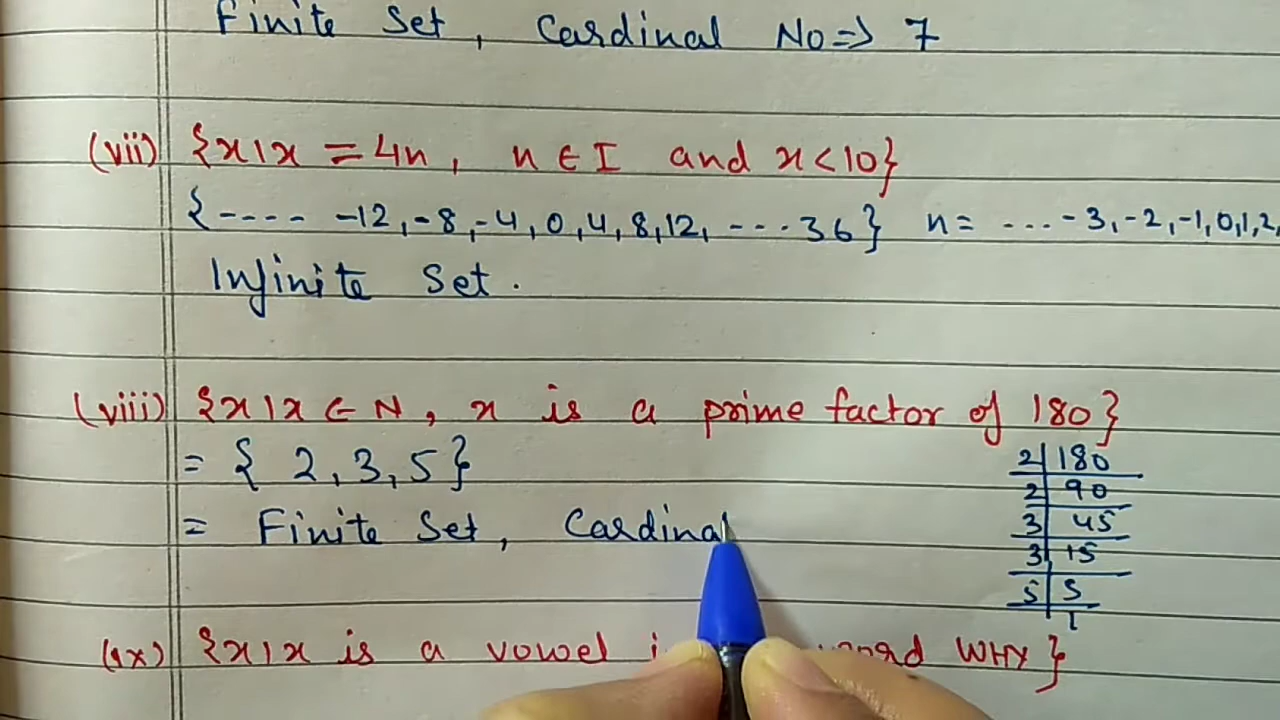 Finite Set, Cardinal No => 7
(vii) {x|x = 4n, n ∈ I and x < 10}
{---- -12, -8, -4, 0, 4, 8, 12, --- 36} n = ... -3, -2, -1, 0, 1, 2,
Infinite Set.
(viii) {x|x ∈ N, x is a prime factor of 180}
= { 2, 3, 5}
= Finite Set, Cardinal
2|180
2|90
3|45
3|15
5|5
|1
(ix) {x|x is a vowel WHY}